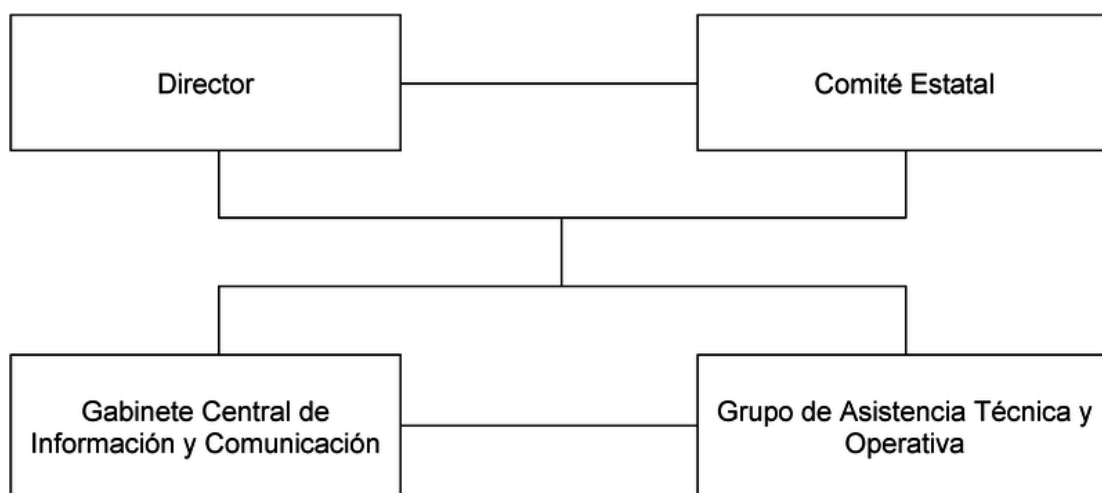 Director
Comité Estatal
Gabinete Central de
Información y Comunicación
Grupo de Asistencia Técnica y
Operativa